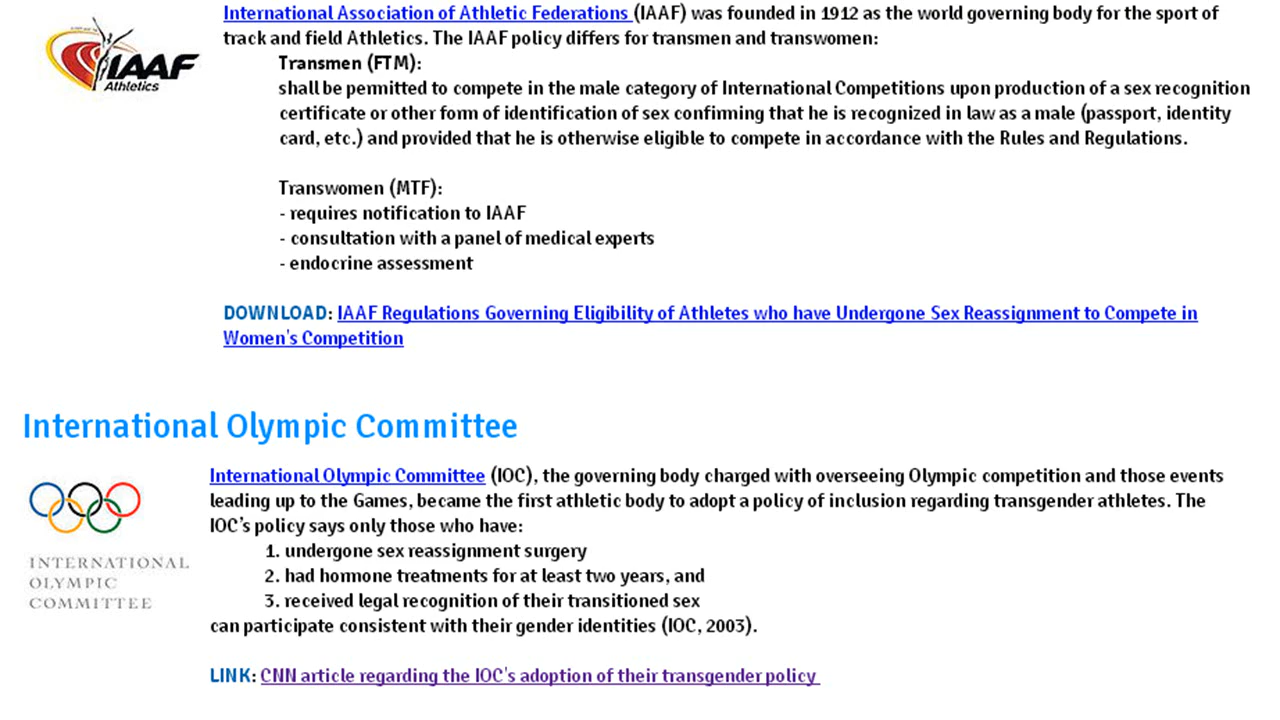 IAAF
Athletics
International Association of Athletic Federations (IAAF) was founded in 1912 as the world governing body for the sport of
track and field Athletics. The IAAF policy differs for transmen and transwomen:
Transmen (FTM):
shall be permitted to compete in the male category of International Competitions upon production of a sex recognition
certificate or other form of identification of sex confirming that he is recognized in law as a male (passport, identity
card, etc.) and provided that he is otherwise eligible to compete in accordance with the Rules and Regulations.
Transwomen (MTF):
- requires notification to IAAF
- consultation with a panel of medical experts
- endocrine assessment
DOWNLOAD: IAAF Regulations Governing Eligibility of Athletes who have Undergone Sex Reassignment to Compete in
Women's Competition
International Olympic Committee
INTERNATIONAL
OLYMPIC
COMMITTEE
International Olympic Committee (IOC), the governing body charged with overseeing Olympic competition and those events
leading up to the Games, became the first athletic body to adopt a policy of inclusion regarding transgender athletes. The
IOC's policy says only those who have:
1. undergone sex reassignment surgery
2. had hormone treatments for at least two years, and
3. received legal recognition of their transitioned sex
can participate consistent with their gender identities (IOC, 2003).
LINK: CNN article regarding the IOC's adoption of their transgender policy